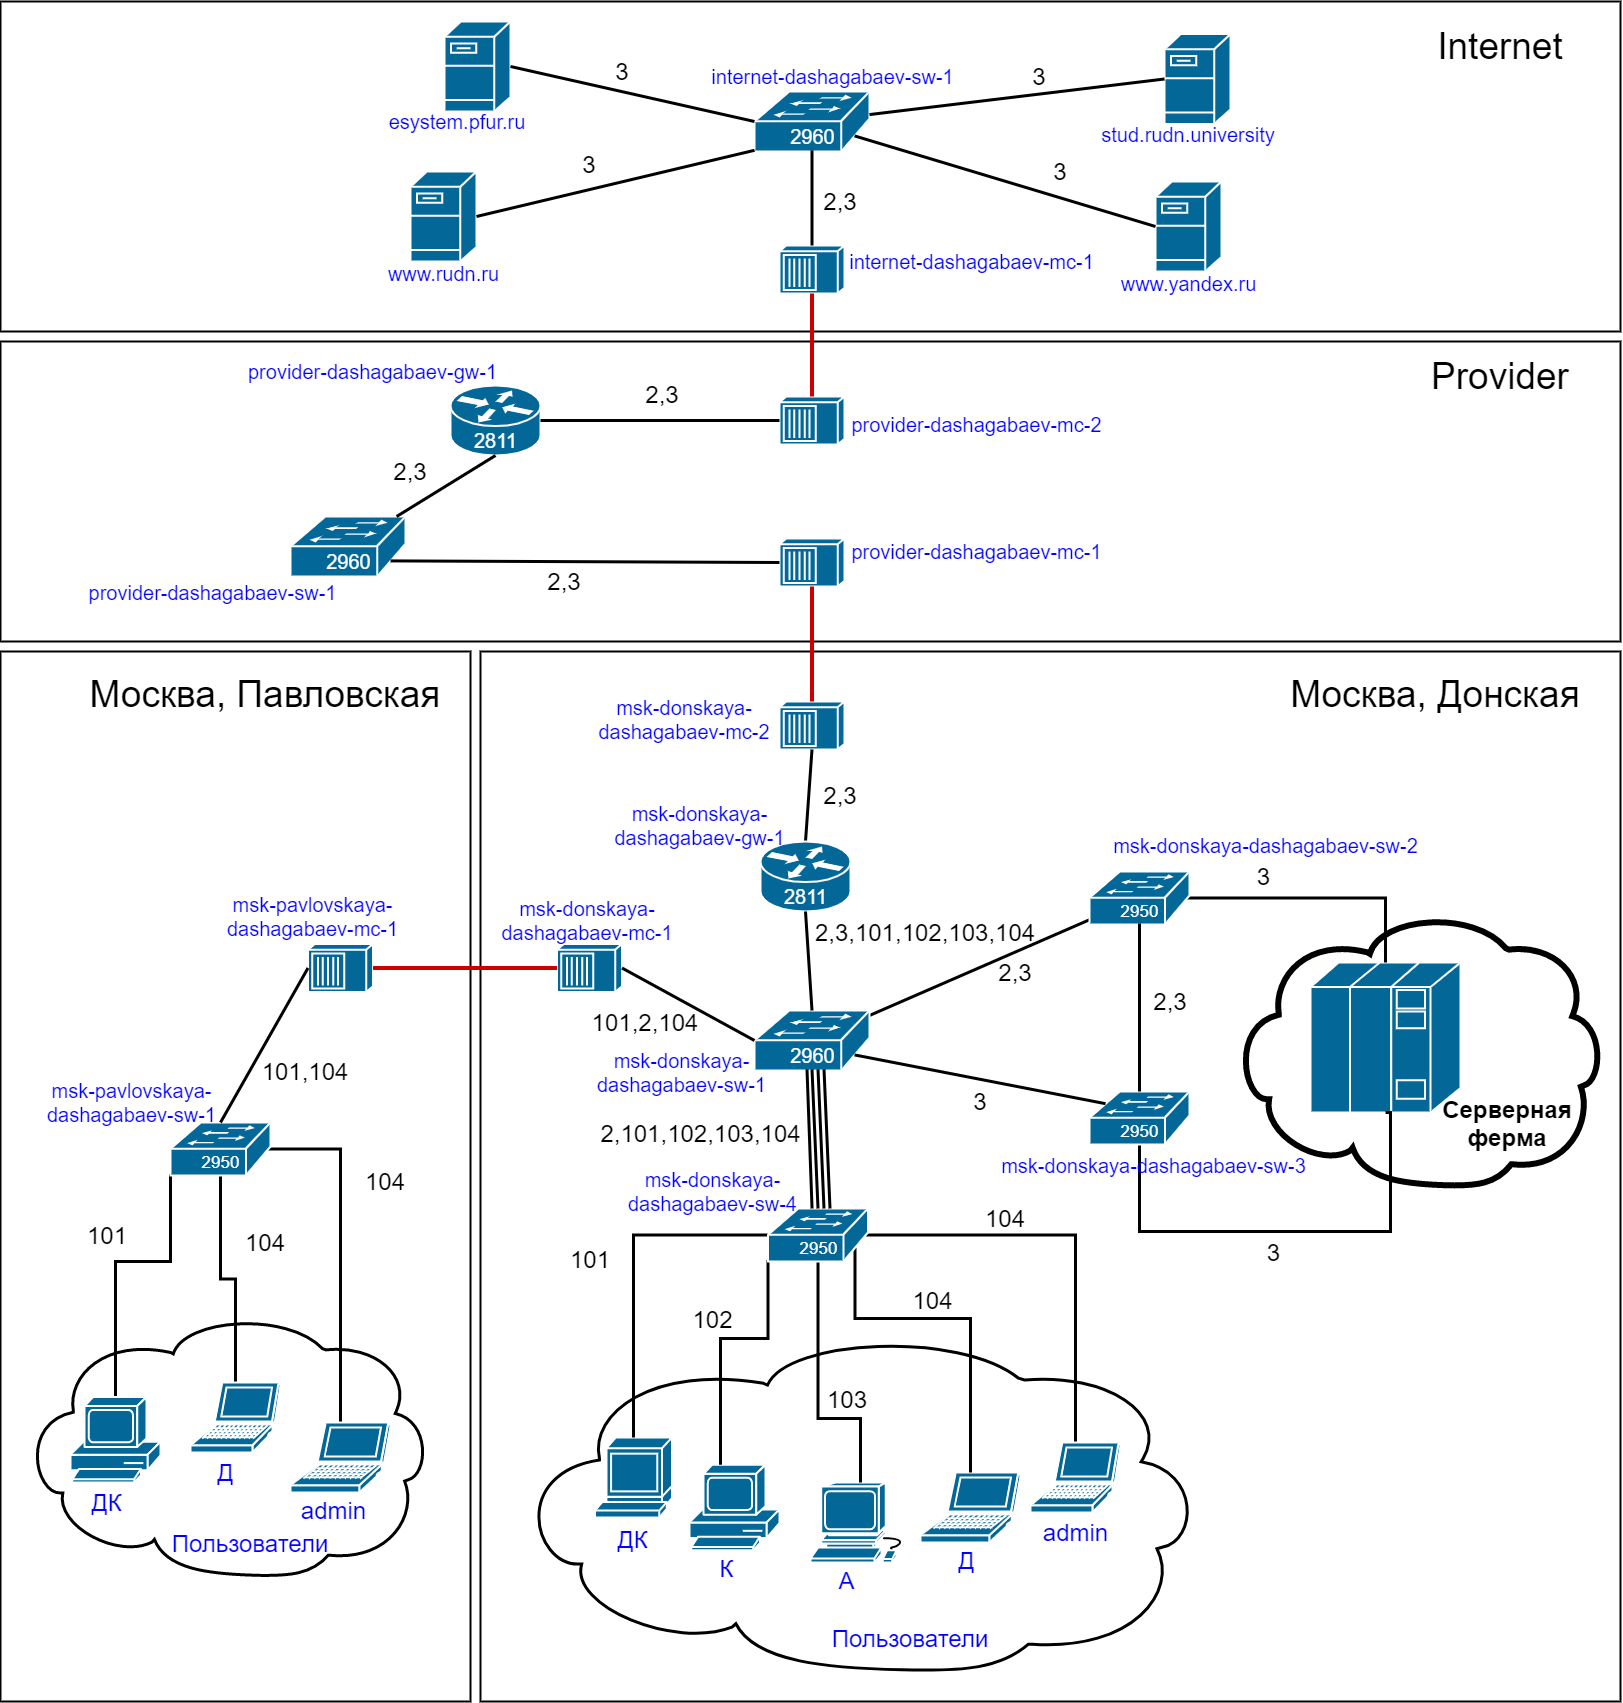 Internet
3
internet-dashagabaev-sw-1
3
2960
esystem.pfur.ru
stud.rudn.university
3
3
2,3
www.rudn.ru
internet-dashagabaev-mc-1
www.yandex.ru
Provider
provider-dashagabaev-gw-1
2,3
2811
provider-dashagabaev-mc-2
2,3
2960
provider-dashagabaev-mc-1
2,3
provider-dashagabaev-sw-1
Москва, Павловская
msk-pavlovskaya-
dashagabaev-mc-1
101,104
msk-pavlovskaya-
dashagabaev-sw-1
2950
104
101
104
ДК
Д
admin
Пользователи
Москва, Донская
msk-donskaya-
dashagabaev-mc-2
2,3
msk-donskaya-
dashagabaev-gw-1
2811
msk-donskaya-dashagabaev-sw-2
3
2950
msk-donskaya-
dashagabaev-mc-1
2,3,101,102,103,104
2,3
2,3
101,2,104
2960
msk-donskaya-
dashagabaev-sw-1
3
2950
Серверная
ферма
msk-donskaya-dashagabaev-sw-3
2,101,102,103,104
msk-donskaya-
dashagabaev-sw-4
2950
104
101
3
104
102
103
ДК
К
А
Д
admin
Пользователи